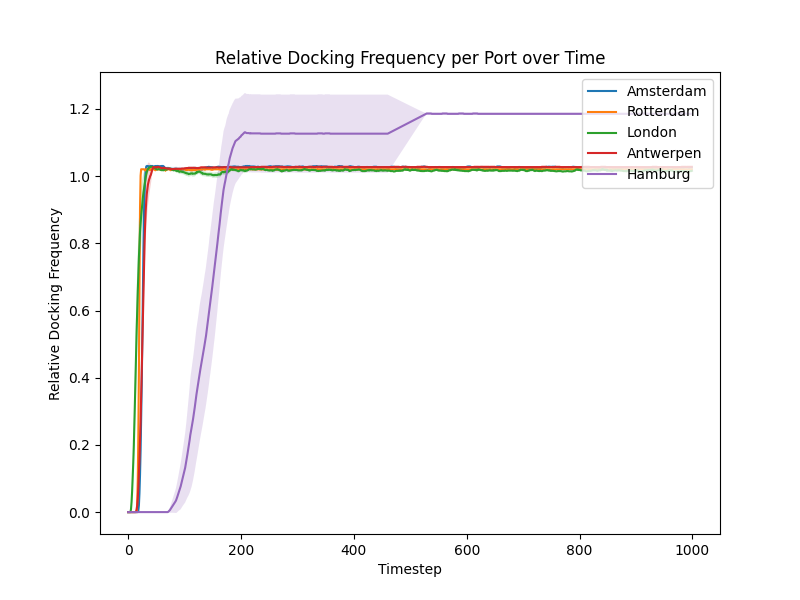 Relative Docking Frequency per Port over Time
Relative Docking Frequency
1.2
1.0
0.8
0.6
0.4
0.2
0.0
0 200 400 600 800 1000
Timestep
Amsterdam
Rotterdam
London
Antwerpen
Hamburg